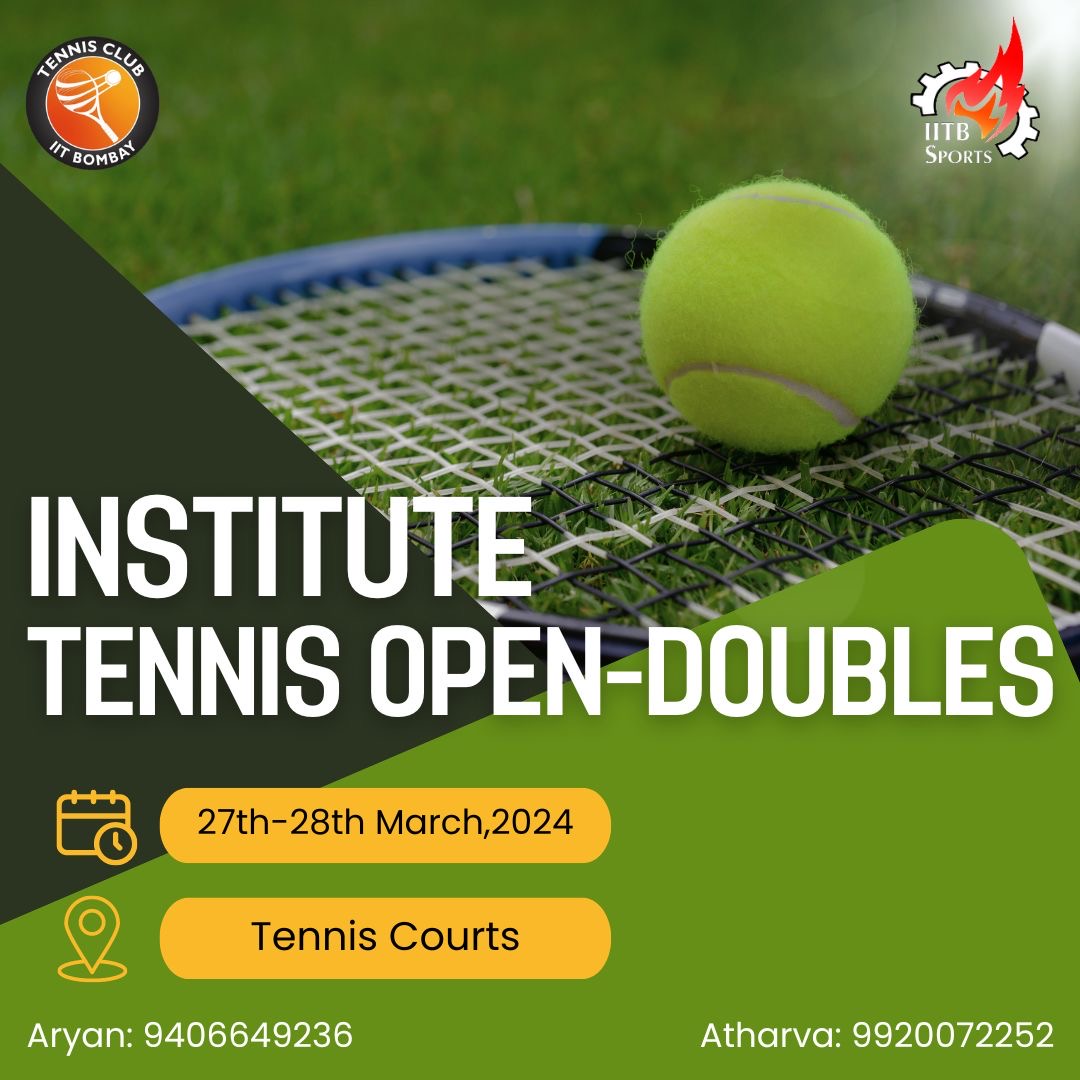 TENNIS CLUB
IIT BOMBAY
IITB
SPORTS
INSTITUTE
TENNIS OPEN-DOUBLES
27th-28th March,2024
Tennis Courts
Aryan: 9406649236
Atharva: 9920072252